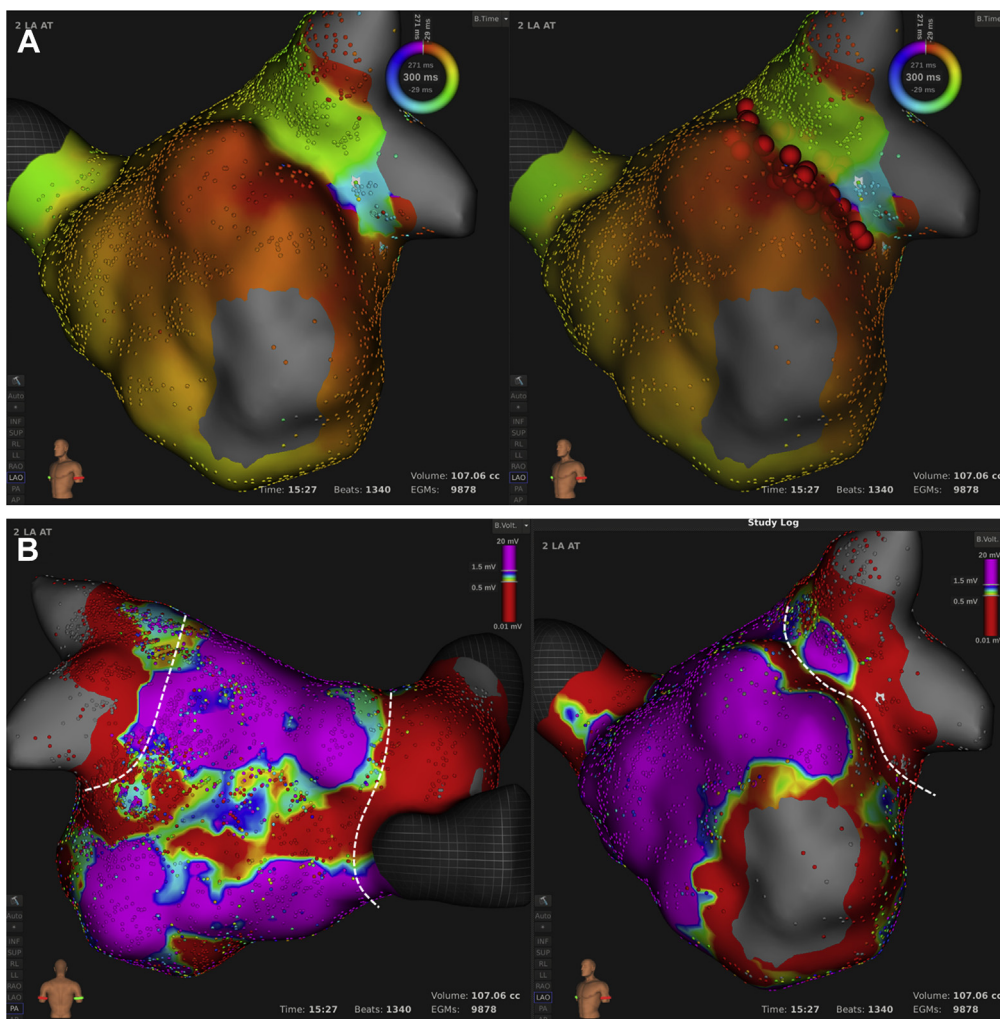 A
2 LA AT
B.Time
271 ms
-29 ms
271 ms
300 ms
-29 ms
Auto
INF
SUP
RL
LL
RAO
LAO
PA
AP
Volume: 107.06 cc
Time: 15:27 Beats: 1340 EGMs: 9878
2 LA AT
B.Time
271 ms
-29 ms
271 ms
300 ms
-29 ms
Auto
INF
SUP
RL
LL
RAO
LAO
PA
AP
Volume: 107.06 cc
Time: 15:27 Beats: 1340 EGMs: 9878
B
2 LA AT
B.Volt.
20 mV
1.5 mV
0.5 mV
0.01 mV
Auto
INF
SUP
RL
LL
RAO
LAO
PA
Volume: 107.06 cc
Time: 15:27 Beats: 1340 EGMs: 9878
Study Log
2 LA AT
B.Volt.
20 mV
1.5 mV
0.5 mV
0.01 mV
Auto
INF
SUP
RL
LL
RAO
LAO
PA
Volume: 107.06 cc
Time: 15:27 Beats: 1340 EGMs: 9878